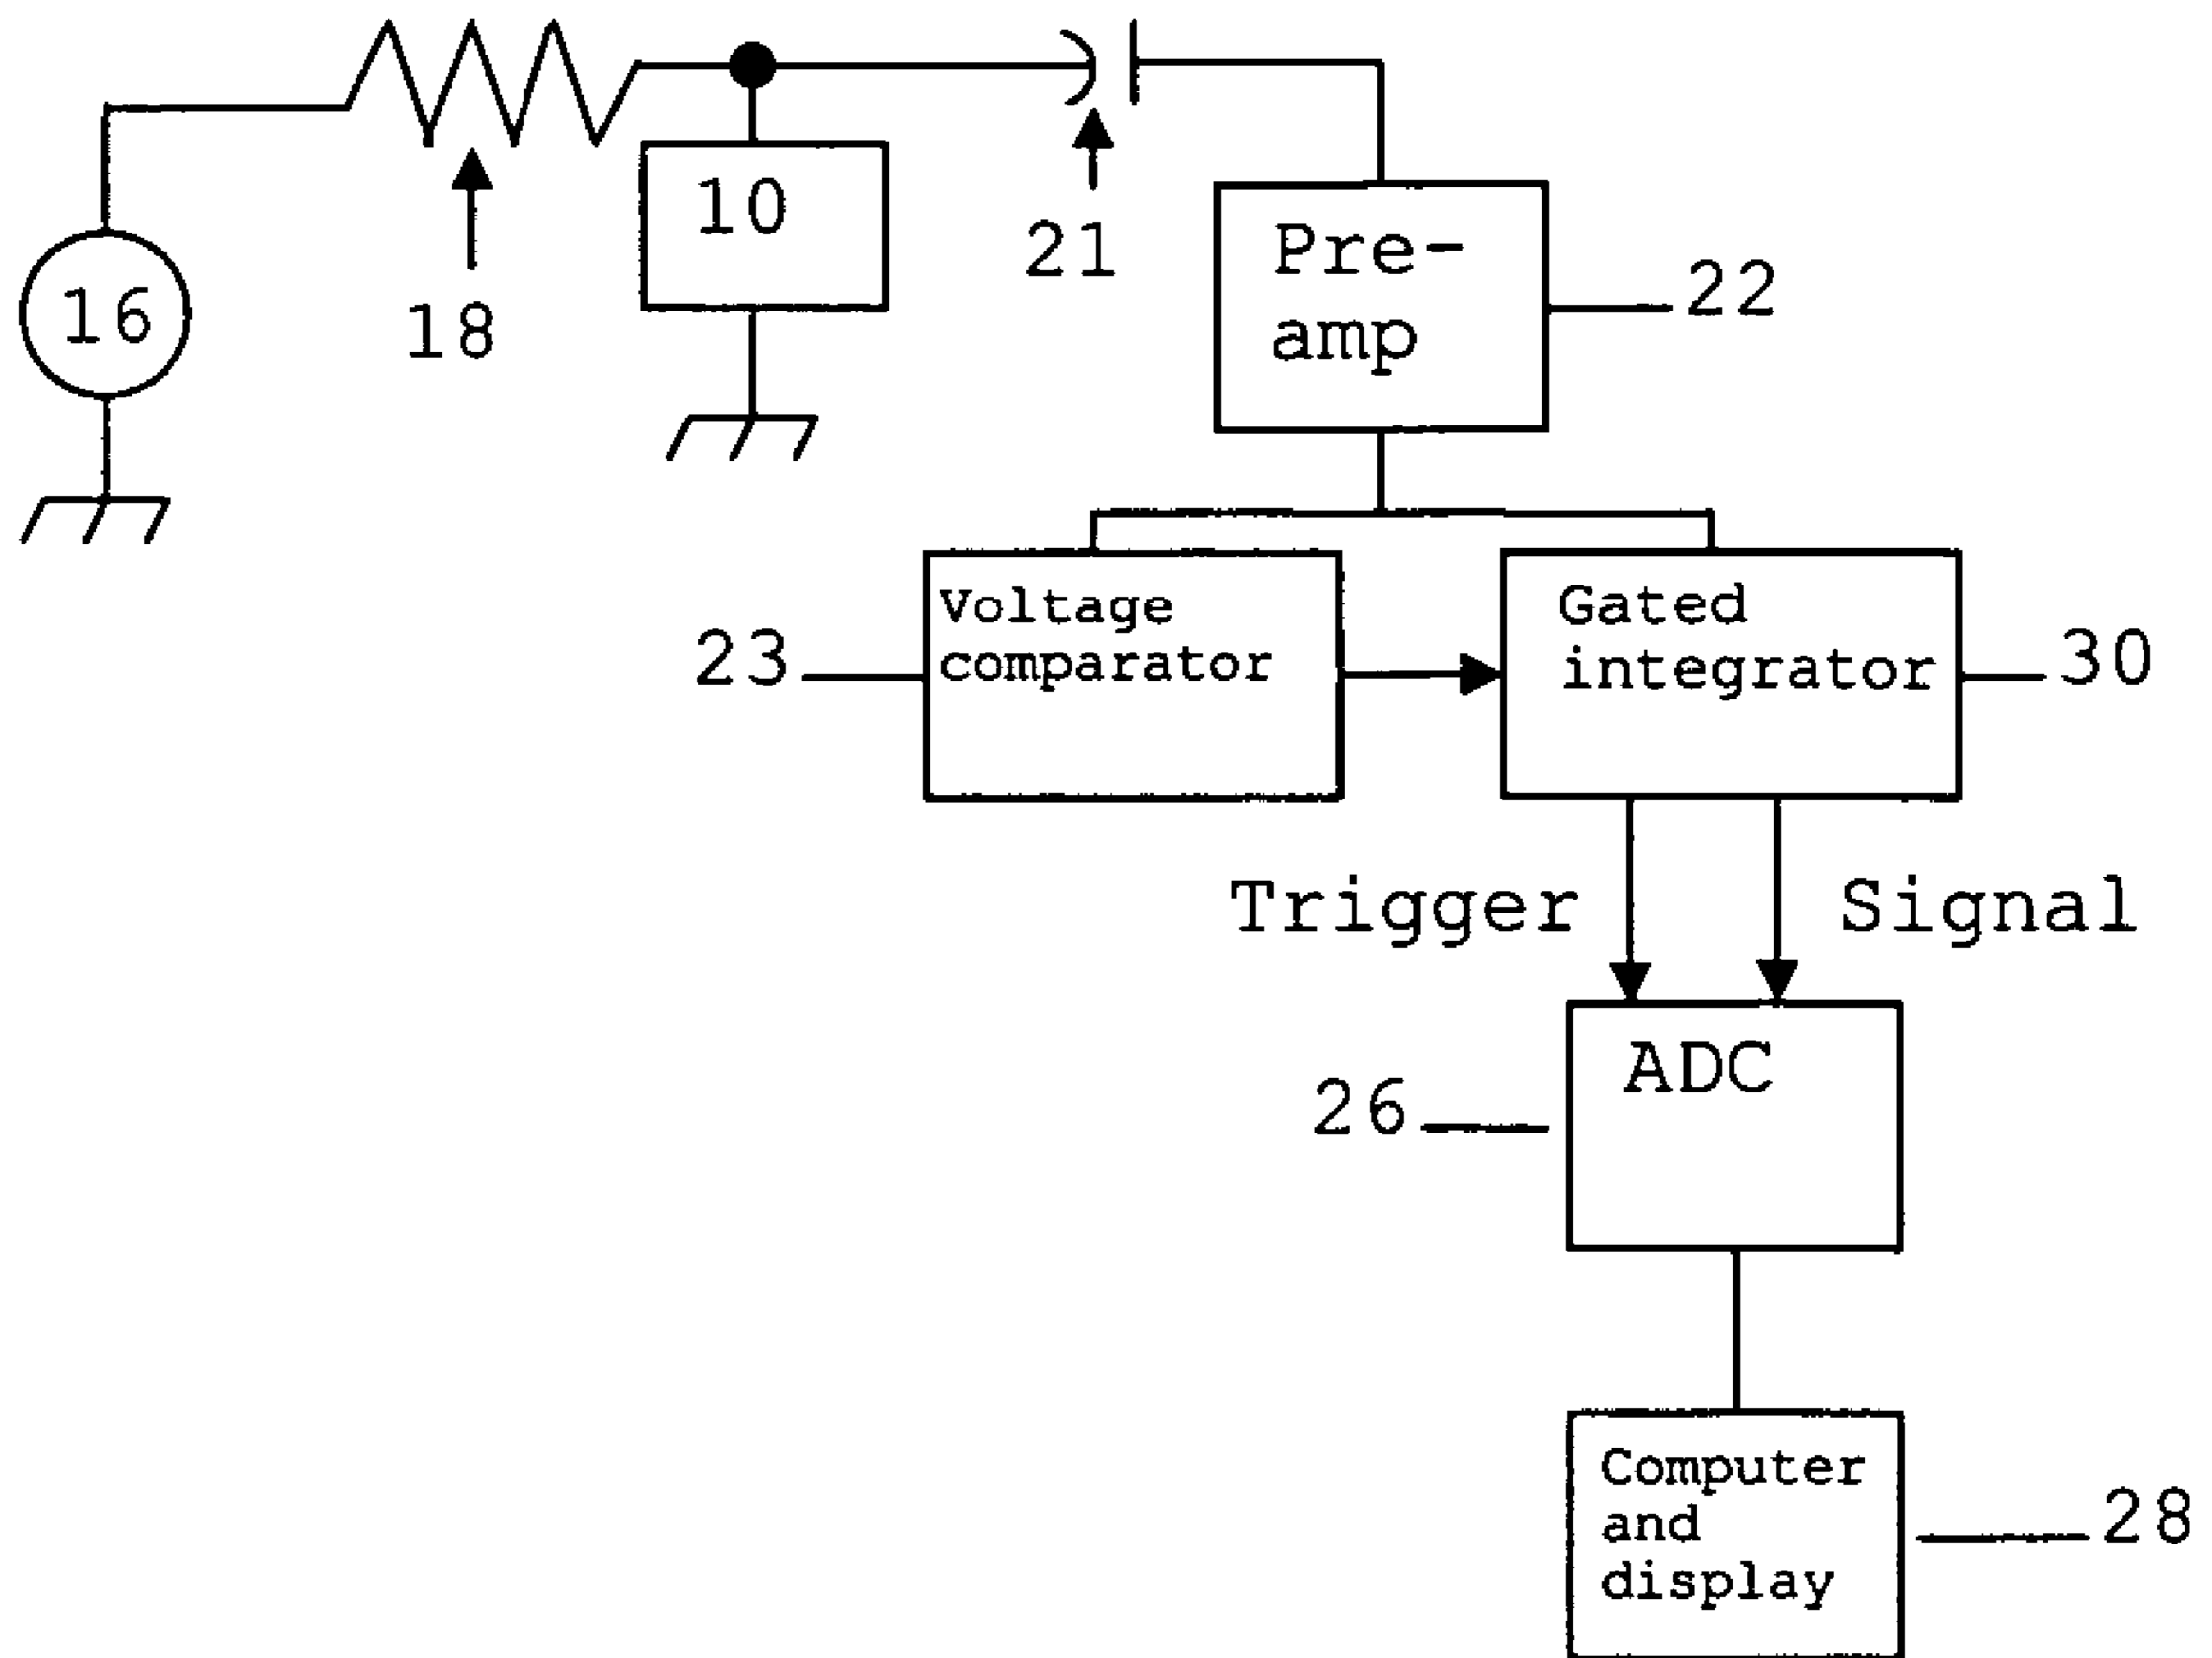 10
16
18
21
Pre-
amp
22
Voltage
comparator
23
Gated
integrator
30
Trigger
Signal
ADC
26
Computer
and
display
28